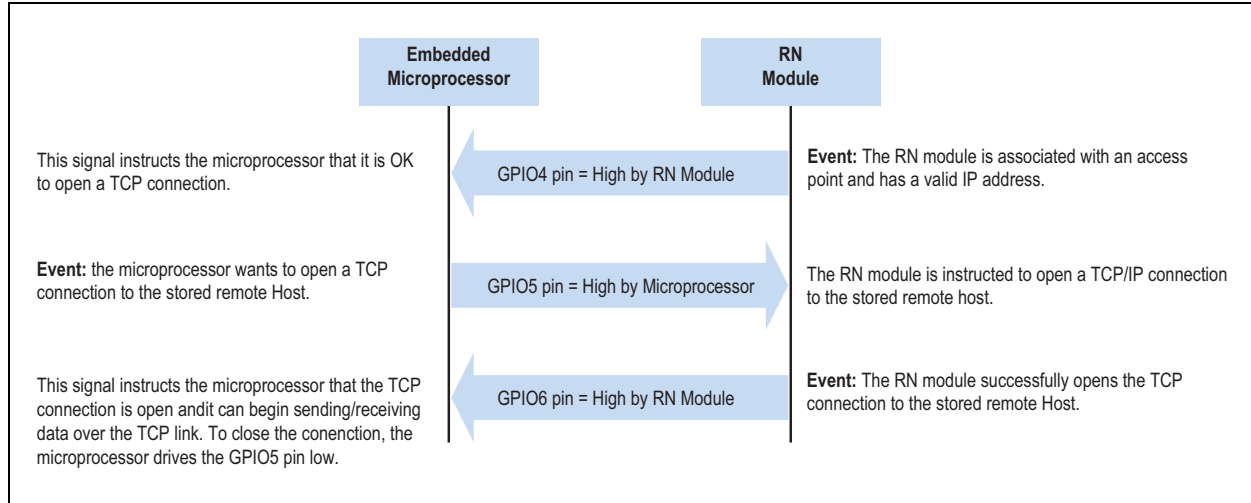 Embedded
Microprocessor
RN
Module
This signal instructs the microprocessor that it is OK
to open a TCP connection.
GPIO4 pin = High by RN Module
Event: The RN module is associated with an access
point and has a valid IP address.
Event: the microprocessor wants to open a TCP
connection to the stored remote Host.
GPIO5 pin = High by Microprocessor
The RN module is instructed to open a TCP/IP connection
to the stored remote host.
This signal instructs the microprocessor that the TCP
connection is open andit can begin sending/receiving
data over the TCP link. To close the conenction, the
microprocessor drives the GPIO5 pin low.
GPIO6 pin = High by RN Module
Event: The RN module successfully opens the TCP
connection to the stored remote Host.